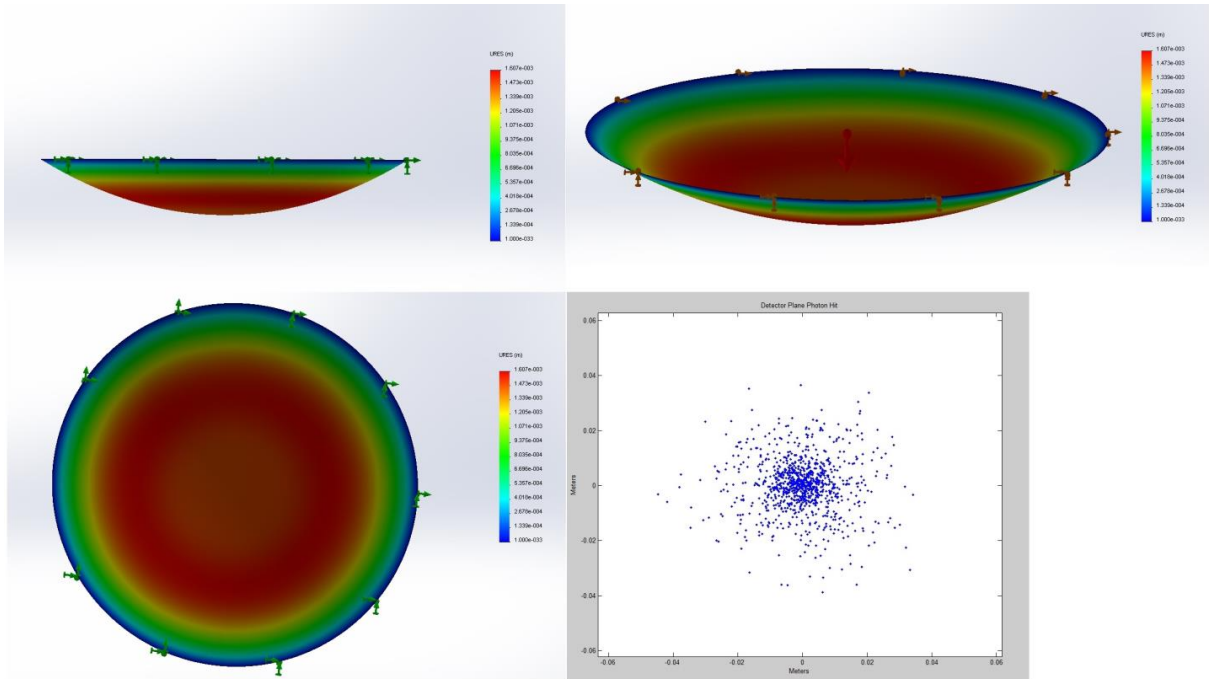 URES (m)
1.607e-003
1.473e-003
1.339e-003
1.205e-003
1.071e-003
9.375e-004
8.035e-004
6.696e-004
5.357e-004
4.018e-004
2.678e-004
1.339e-004
1.000e-033
URES (m)
1.607e-003
1.473e-003
1.339e-003
1.205e-003
1.071e-003
9.375e-004
8.035e-004
6.696e-004
5.357e-004
4.018e-004
2.678e-004
1.339e-004
1.000e-033
URES (m)
1.607e-003
1.473e-003
1.339e-003
1.205e-003
1.071e-003
9.375e-004
8.035e-004
6.696e-004
5.357e-004
4.018e-004
2.678e-004
1.339e-004
1.000e-033
Detector Plane Photon Hit
0.06
0.04
0.02
0
-0.02
-0.04
-0.06
Meters
-0.06 -0.04 -0.02 0 0.02 0.04 0.06
Meters